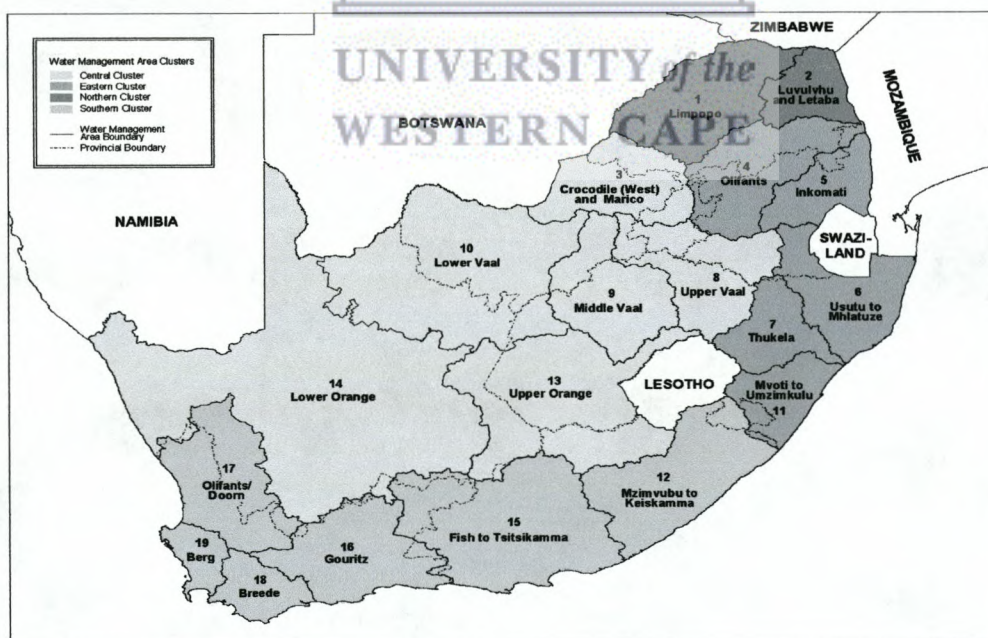 UNIVERSITY of the
WESTERN CAPE
Water Management Area Clusters
Central Cluster
Eastern Cluster
Northern Cluster
Southern Cluster
Water Management
Area Boundary
Provincial Boundary
ZIMBABWE
MOZAMBIQUE
BOTSWANA
NAMIBIA
SWAZI-
LAND
LESOTHO
1
Limpopo
2
Luvulvhu
and Letaba
3
Crocodile (West)
and Marico
4
Olifants
5
Inkomati
6
Usutu to
Mhlatuze
7
Thukela
8
Upper Vaal
9
Middle Vaal
10
Lower Vaal
Mvoti to
Umzimkulu
11
12
Mzimvubu to
Keiskamma
13
Upper Orange
14
Lower Orange
15
Fish to Tsitsikamma
16
Gouritz
17
Olifants/
Doorn
18
Breede
19
Berg